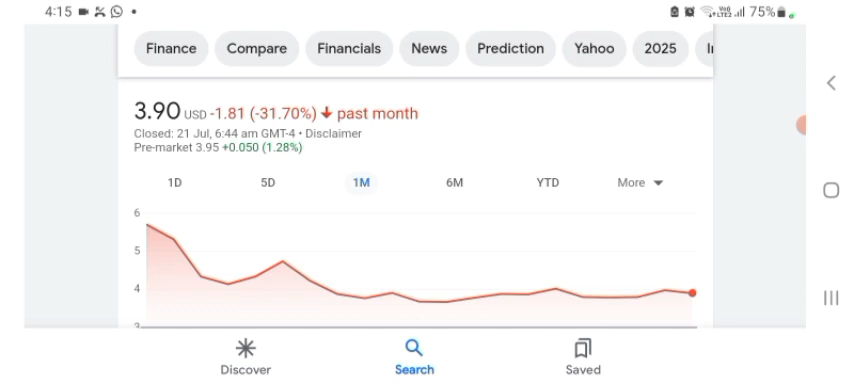 4:15 75%
Finance Compare Financials News Prediction Yahoo 2025
3.90 USD -1.81 (-31.70%) past month
Closed: 21 Jul, 6:44 am GMT-4 • Disclaimer
Pre-market 3.95 +0.050 (1.28%)
1D 5D 1M 6M YTD More
6
5
4
3
Discover Search Saved